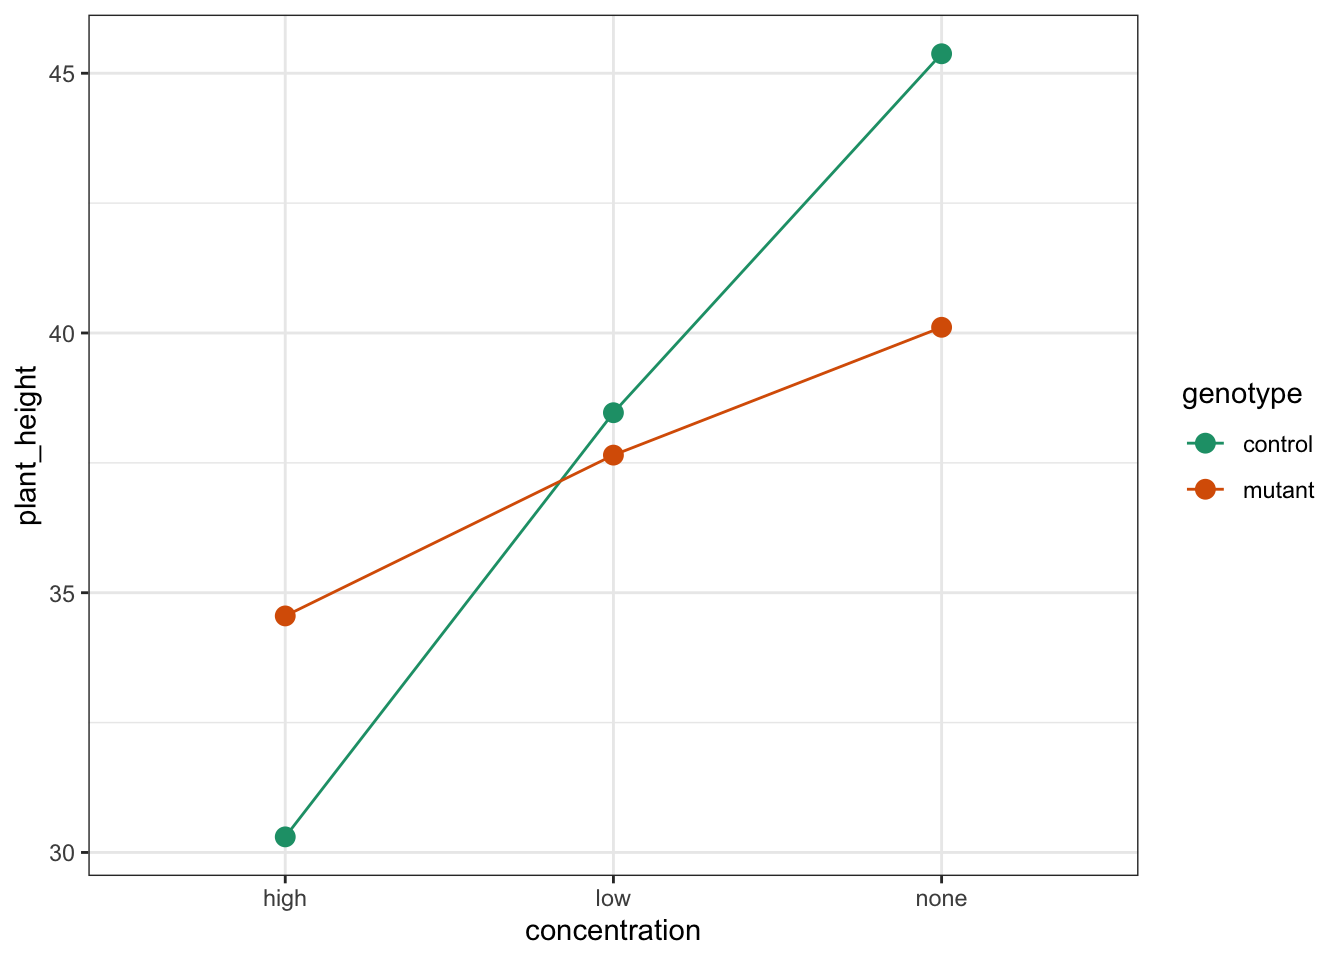 plant_height
45
40
35
30
high low none
concentration
genotype
control
mutant